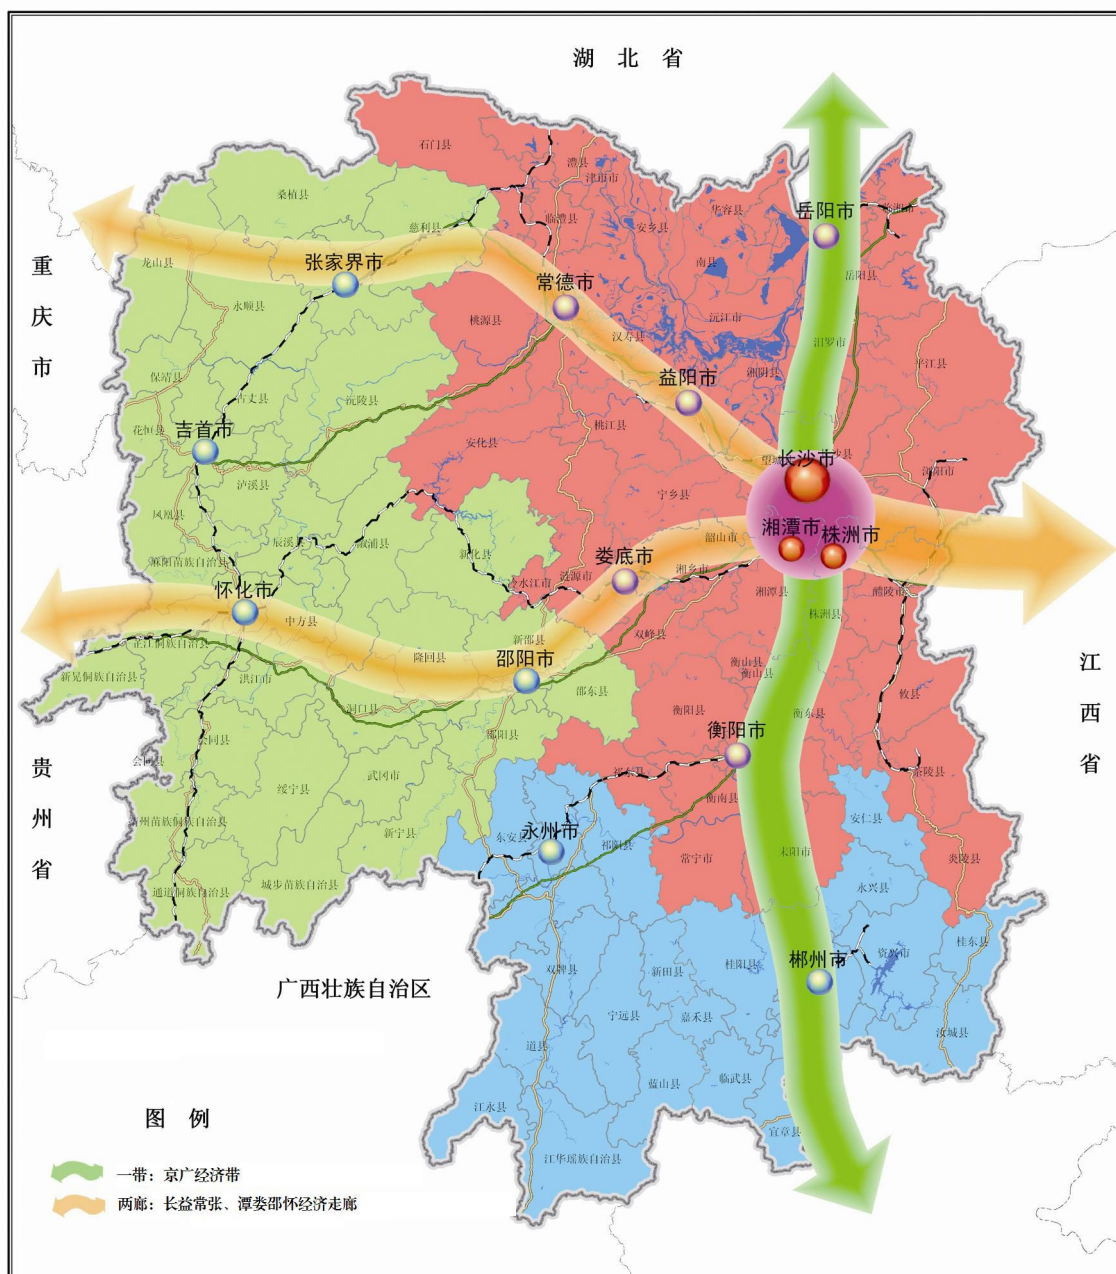 湖北省
石门县
澧县
津市市
桑植县
华容县
岳阳市
临湘市
临澧县
安乡县
慈利县
重庆市
龙山县
张家界市
南县
岳阳县
常德市
永顺县
沅江市
桃源县
汉寿县
汨罗市
平江县
保靖县
益阳市
湘阴县
古丈县
沅陵县
花垣县
吉首市
桃江县
安化县
长沙市
望城
沙县
浏阳市
泸溪县
宁乡县
凤凰县
湘潭市
株洲市
辰溪县
溆浦县
韶山市
新化县
娄底市
麻阳苗族自治县
湘乡市
冷水江市
涟源市
怀化市
湘潭县
醴陵市
中方县
株洲县
双峰县
新邵县
芷江侗族自治县
隆回县
邵阳市
衡山县
衡山县
江西省
新晃侗族自治县
洪江市
邵东县
攸县
洞口县
衡阳县
衡东县
衡阳市
邵阳县
会同县
会同县
贵州省
武冈市
祁东县
茶陵县
绥宁县
衡南县
靖州苗族侗族自治县
安仁县
新宁县
东安县
永州市
祁阳县
常宁市
耒阳市
炎陵县
通道侗族自治县
城步苗族自治县
永兴县
桂东县
郴州市
资兴市
双牌县
新田县
桂阳县
广西壮族自治区
宁远县
嘉禾县
汝城县
道县
蓝山县
临武县
江永县
宜章县
江华瑶族自治县
图例
一带：京广经济带
两廊：长益常张、潭娄邵怀经济走廊